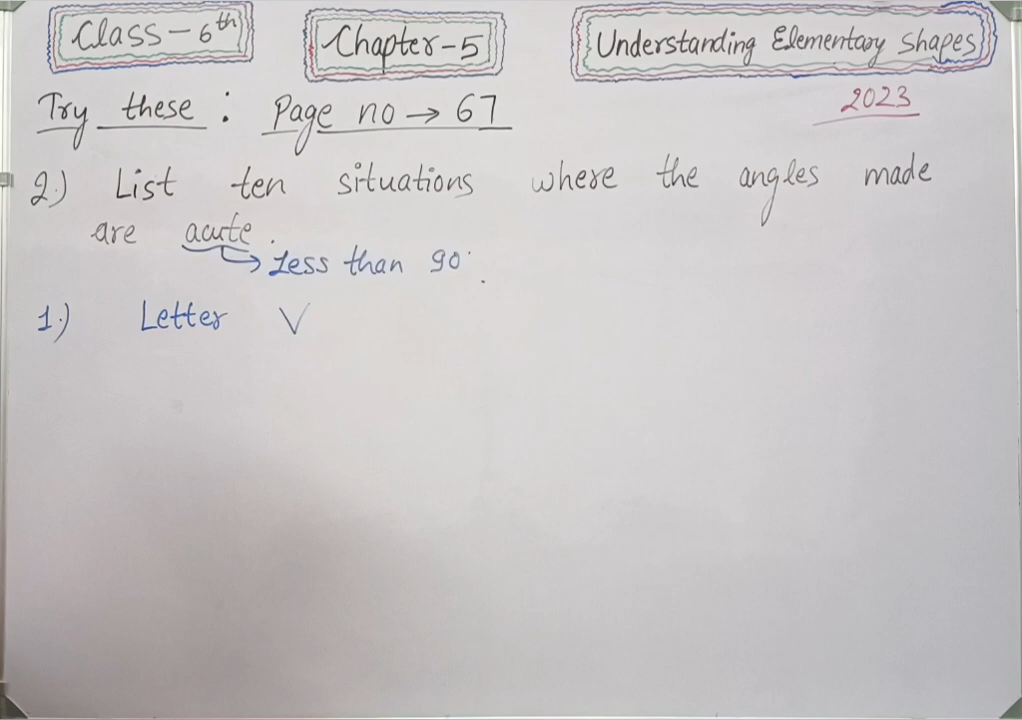 Class - 6th
Chapter - 5
Understanding Elementary Shapes
Try these : Page no → 67
2023
2.) List ten situations where the angles made
are acute.
Less than 90°.
1.) Letter V